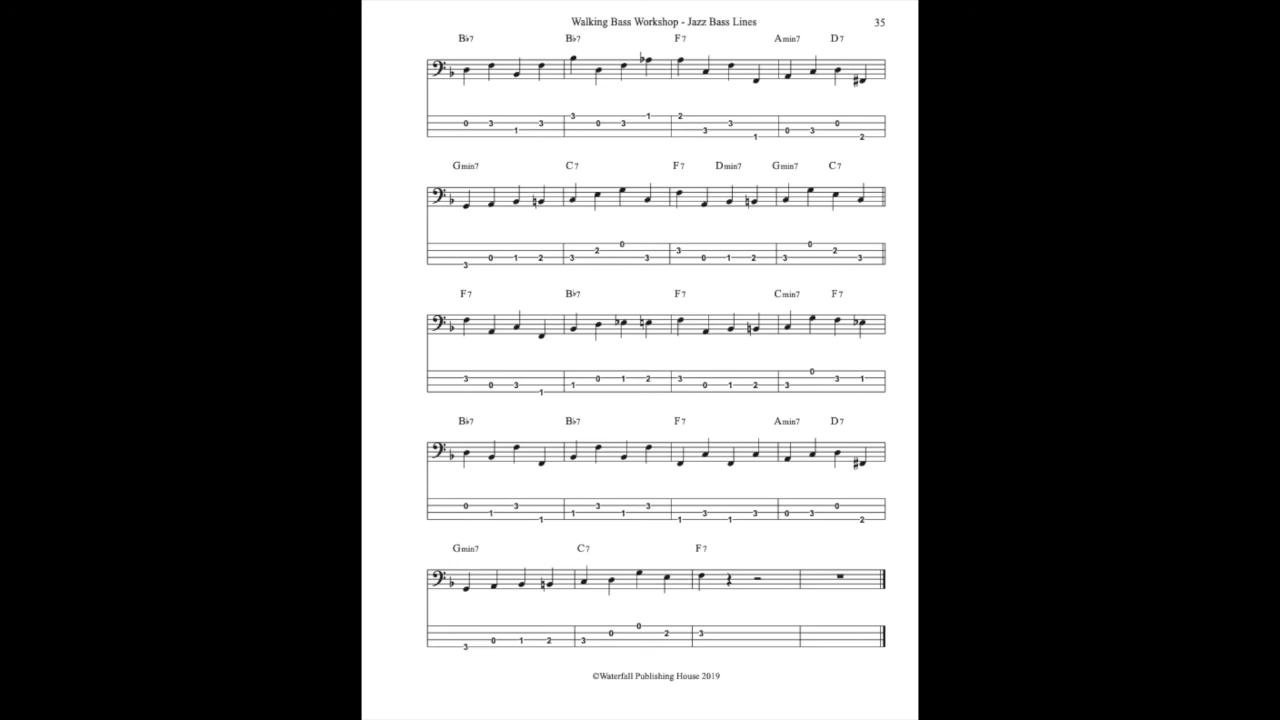 Walking Bass Workshop - Jazz Bass Lines 35
B♭7 B♭7 F7 Amin7 D7
0 3 1 3 3 0 3 1 2 3 3 1 0 3 0 2
Gmin7 C7 F7 Dmin7 Gmin7 C7
3 0 1 2 3 2 0 3 3 0 1 2 3 0 2 3
F7 B♭7 F7 Cmin7 F7
3 0 3 1 1 0 1 2 3 0 1 2 3 0 3 1
B♭7 B♭7 F7 Amin7 D7
0 1 3 1 1 3 1 3 1 3 1 3 0 3 0 2
Gmin7 C7 F7
3 0 1 2 3 0 0 2 3
©Waterfall Publishing House 2019